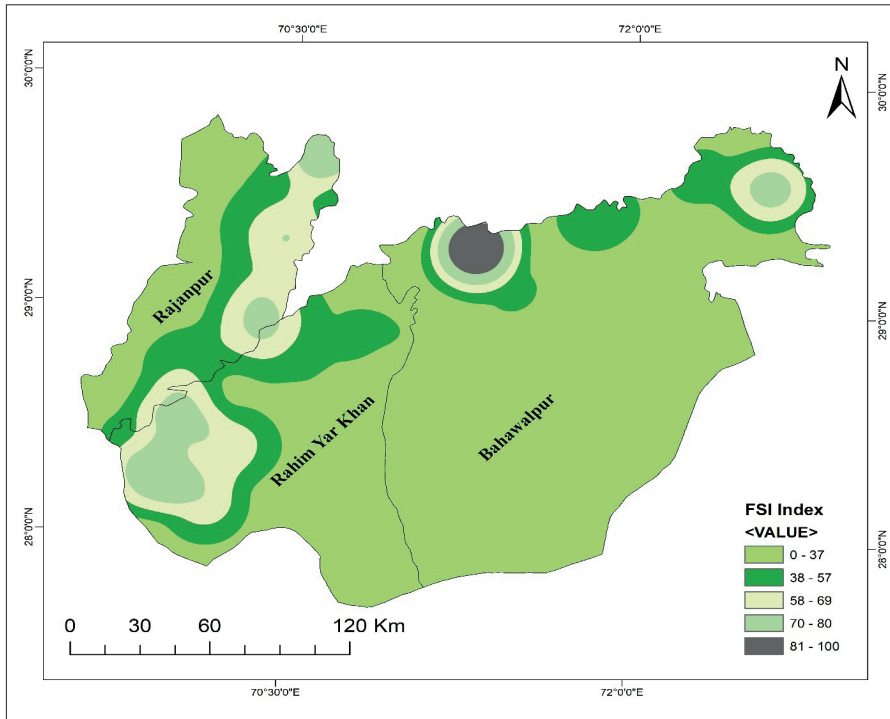 70°30'0"E
72°0'0"E
30°0'0"N
30°0'0"N
N
29°0'0"N
29°0'0"N
Rajanpur
Rahim Yar Khan
Bahawalpur
28°0'0"N
28°0'0"N
FSI Index
<VALUE>
0 - 37
38 - 57
58 - 69
70 - 80
81 - 100
0 30 60 120 Km
70°30'0"E
72°0'0"E